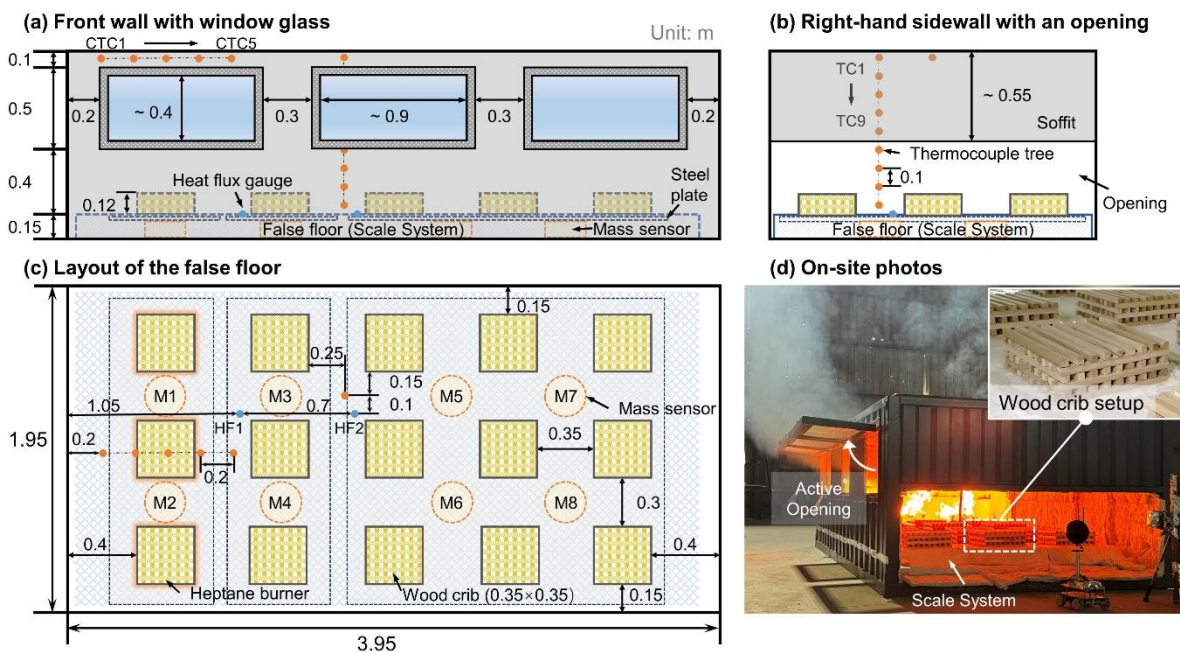 (a) Front wall with window glass
Unit: m
CTC1
CTC5
0.1
0.5
0.4
0.15
0.2
~ 0.4
0.3
~ 0.9
0.3
0.2
0.12
Heat flux gauge
Steel
plate
False floor (Scale System)
Mass sensor
(b) Right-hand sidewall with an opening
TC1
TC9
~ 0.55
Soffit
Thermocouple tree
0.1
Opening
False floor (Scale System)
(c) Layout of the false floor
0.15
0.25
0.15
0.1
M1
M3
M5
M7
Mass sensor
1.05
0.7
HF1
HF2
1.95
0.2
0.2
0.35
M2
M4
M6
M8
0.3
0.4
0.4
Heptane burner
Wood crib (0.35×0.35)
0.15
3.95
(d) On-site photos
Wood crib setup
Active
Opening
Scale System